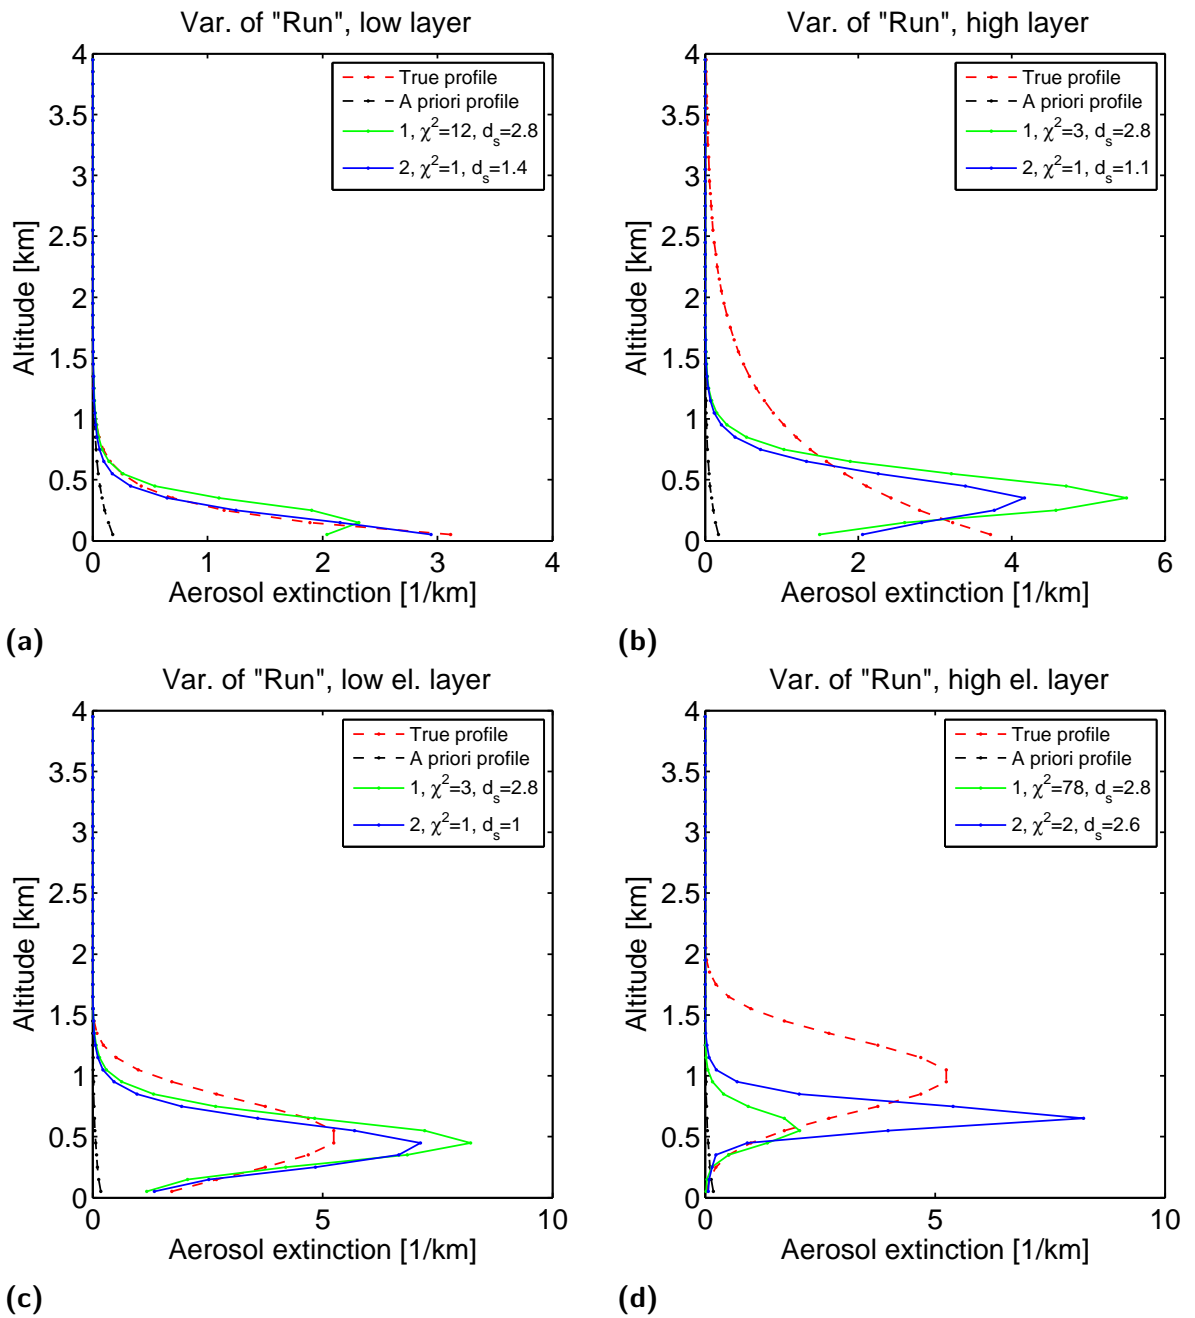 Var. of "Run", low layer
4
3.5
3
2.5
2
1.5
1
0.5
0
0
1
2
3
4
Altitude [km]
Aerosol extinction [1/km]
True profile
A priori profile
1, χ²=12, dₛ=2.8
2, χ²=1, dₛ=1.4
(a)
Var. of "Run", high layer
4
3.5
3
2.5
2
1.5
1
0.5
0
0
2
4
6
Altitude [km]
Aerosol extinction [1/km]
True profile
A priori profile
1, χ²=3, dₛ=2.8
2, χ²=1, dₛ=1.1
(b)
Var. of "Run", low el. layer
4
3.5
3
2.5
2
1.5
1
0.5
0
0
5
10
Altitude [km]
Aerosol extinction [1/km]
True profile
A priori profile
1, χ²=3, dₛ=2.8
2, χ²=1, dₛ=1
(c)
Var. of "Run", high el. layer
4
3.5
3
2.5
2
1.5
1
0.5
0
0
5
10
Altitude [km]
Aerosol extinction [1/km]
True profile
A priori profile
1, χ²=78, dₛ=2.8
2, χ²=2, dₛ=2.6
(d)